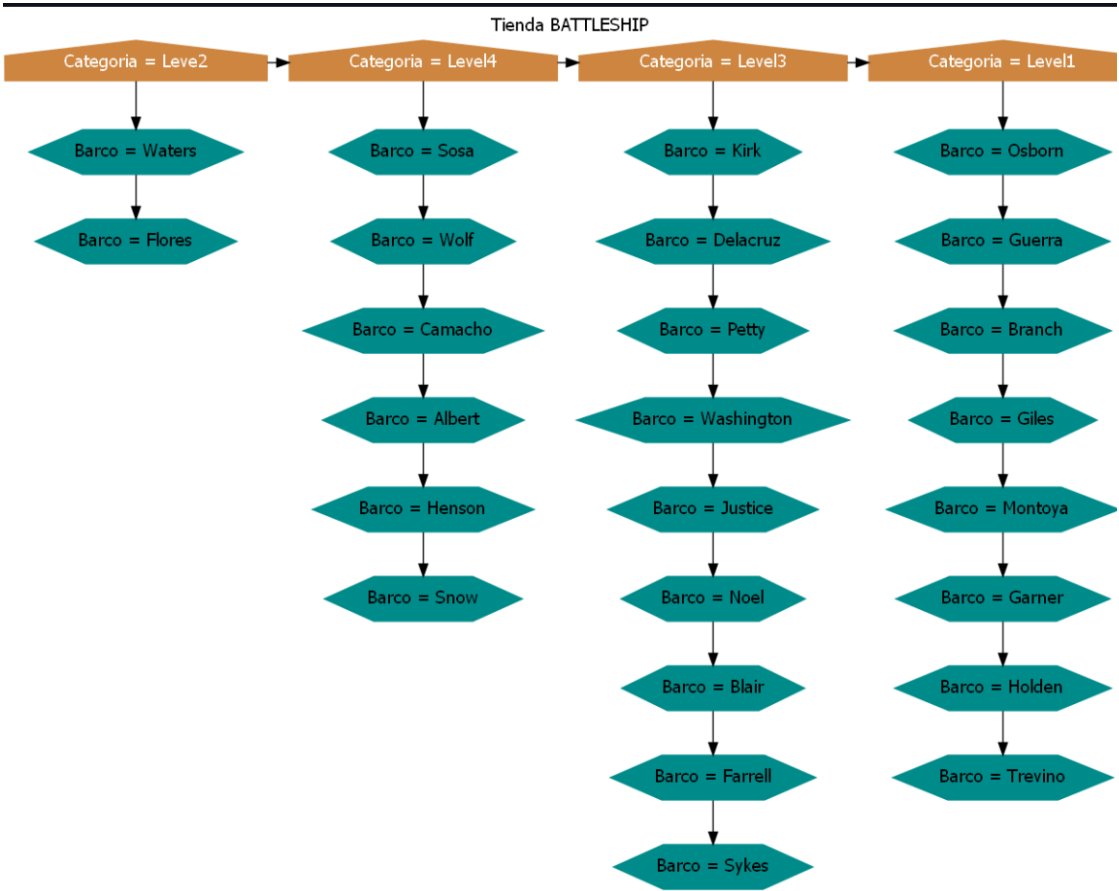 Tienda BATTLESHIP
Categoria = Leve2
Categoria = Level4
Categoria = Level3
Categoria = Level1
Barco = Waters
Barco = Sosa
Barco = Kirk
Barco = Osborn
Barco = Flores
Barco = Wolf
Barco = Delacruz
Barco = Guerra
Barco = Camacho
Barco = Petty
Barco = Branch
Barco = Albert
Barco = Washington
Barco = Giles
Barco = Henson
Barco = Justice
Barco = Montoya
Barco = Snow
Barco = Noel
Barco = Garner
Barco = Blair
Barco = Holden
Barco = Farrell
Barco = Trevino
Barco = Sykes